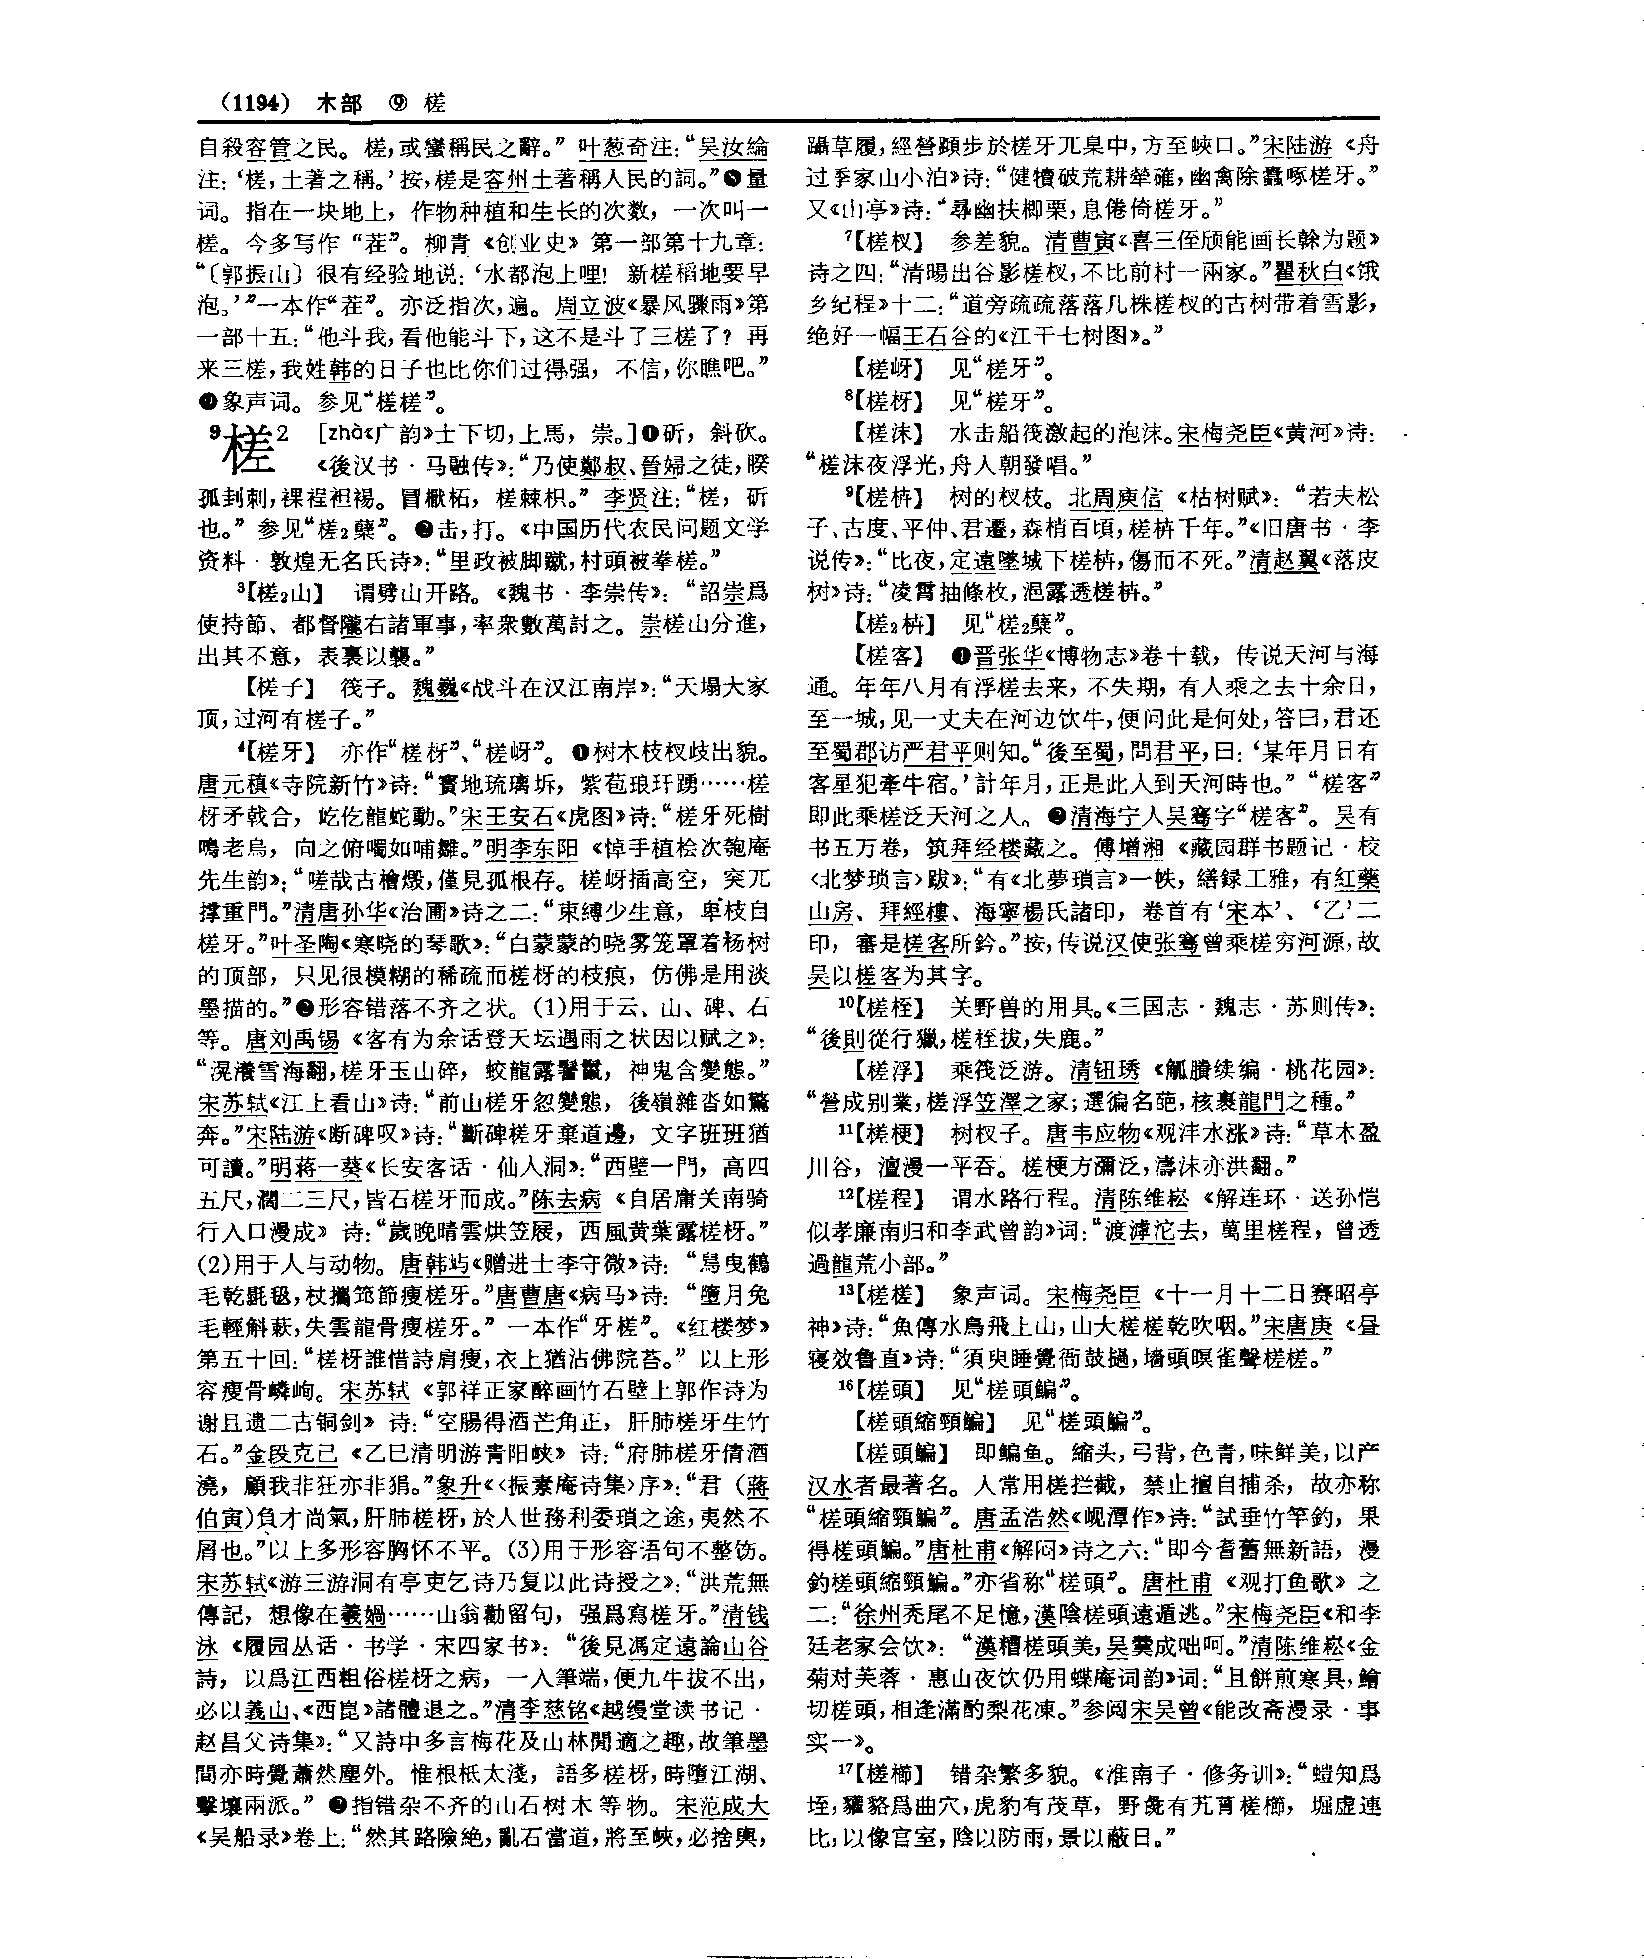 （1194） 木部 ⑨ 槎
自殺容管之民。槎，或蠻稱民之辭。”叶葱奇注：“吴汝綸
注：‘槎，土著之稱。’按，槎是容州土著稱人民的詞。”❽量
词。指在一块地上，作物种植和生长的次数，一次叫一
槎。今多写作“茬”。柳青《创业史》第一部第十九章：
“〔郭振山〕很有经验地说：‘水都泡上哩！新槎稻地要早
泡。’”一本作“茬”。亦泛指次，遍。周立波《暴风骤雨》第
一部十五：“他斗我，看他能斗下，这不是斗了三槎了？再
来三槎，我姓韩的日子也比你们过得强，不信，你瞧吧。”
❾象声词。参见“槎槎”。
9槎2 ［zhà《广韵》士下切，上馬，崇。］❶斫，斜砍。
《後汉书·马融传》：“乃使鄭叔、晉婦之徒，睽
孤刲刺，裸裎袒裼。冒櫢柘，槎棘枳。”李贤注：“槎，斫
也。”参见“槎2櫱”。❷击，打。《中国历代农民问题文学
资料·敦煌无名氏诗》：“里政被脚蹴，村頭被拳槎。”
3【槎2山】 谓劈山开路。《魏书·李崇传》：“詔崇爲
使持節、都督隴右諸軍事，率衆數萬討之。崇槎山分進，
出其不意，表裏以襲。”
【槎子】 筏子。魏巍《战斗在汉江南岸》：“天塌大家
顶，过河有槎子。”
4【槎牙】 亦作“槎枒”、“槎岈”。❶树木枝杈歧出貌。
唐元稹《寺院新竹》诗：“寶地琉璃坼，紫苞琅玕踴……槎
枒矛戟合，屹仡龍蛇動。”宋王安石《虎图》诗：“槎牙死樹
鳴老烏，向之俯噣如哺雛。”明李东阳《悼手植桧次匏庵
先生韵》：“嗟哉古檜燬，僅見孤根存。槎岈插高空，突兀
撑重門。”清唐孙华《治圃》诗之二：“束縛少生意，卑枝自
槎牙。”叶圣陶《寒晓的琴歌》：“白蒙蒙的晓雾笼罩着杨树
的顶部，只见很模糊的稀疏而槎枒的枝痕，仿佛是用淡
墨描的。”❷形容错落不齐之状。(1)用于云、山、碑、石
等。唐刘禹锡《客有为余话登天坛遇雨之状因以赋之》：
“滉瀁雪海翻，槎牙玉山碎，蛟龍露鬐鬣，神鬼含變態。”
宋苏轼《江上看山》诗：“前山槎牙忽變態，後嶺雜沓如驚
奔。”宋陆游《断碑叹》诗：“斷碑槎牙棄道邊，文字班班猶
可讀。”明蒋一葵《长安客话·仙人洞》：“西壁一門，高四
五尺，濶二三尺，皆石槎牙而成。”陈去病《自居庸关南骑
行入口漫成》诗：“歲晚晴雲烘笠屐，西風黄葉露槎枒。”
(2)用于人与动物。唐韩屿《赠进士李守微》诗：“舄曳鶴
毛乾毾㲪，杖攜筇節瘦槎牙。”唐曹唐《病马》诗：“墮月兔
毛輕斛蔌，失雲龍骨瘦槎牙。”一本作“牙槎”。《红楼梦》
第五十回：“槎枒誰惜詩肩瘦，衣上猶沾佛院苔。”以上形
容瘦骨嶙峋。宋苏轼《郭祥正家醉画竹石壁上郭作诗为
谢且遗二古铜剑》诗：“空腸得酒芒角正，肝肺槎牙生竹
石。”金段克己《乙巳清明游青阳峡》诗：“府肺槎牙倩酒
澆，顧我非狂亦非狷。”象升《〈振素庵诗集〉序》：“君（蔣
伯寅）負才尚氣，肝肺槎枒，於人世務利委瑣之途，夷然不
屑也。”以上多形容胸怀不平。(3)用于形容语句不整饬。
宋苏轼《游三游洞有亭吏乞诗乃复以此诗授之》：“洪荒無
傳記，想像在羲媧……山翁勸留句，强爲寫槎牙。”清钱
泳《履园丛话·书学·宋四家书》：“後見馮定遠論山谷
詩，以爲江西粗俗槎枒之病，一入筆端，便九牛拔不出，
必以義山、《西崑》諸體退之。”清李慈铭《越缦堂读书记·
赵昌父诗集》：“又詩中多言梅花及山林閒適之趣，故筆墨
間亦時覺蕭然塵外。惟根柢太淺，語多槎枒，時墮江湖、
擊壤兩派。”❸指错杂不齐的山石树木等物。宋范成大
《吴船录》卷上：“然其路險絶，亂石當道，將至峽，必捨輿，
躡草履，經營踸步於槎牙兀臬中，方至峽口。”宋陆游《舟
过季家山小泊》诗：“健犢破荒耕犖确，幽禽除蠹啄槎牙。”
又《山亭》诗：“尋幽扶楖栗，息倦倚槎牙。”
7【槎杈】 参差貌。清曹寅《喜三侄颀能画长榦为题》
诗之四：“清暘出谷影槎杈，不比前村一兩家。”瞿秋白《饿
乡纪程》十二：“道旁疏疏落落几株槎杈的古树带着雪影，
绝好一幅王石谷的《江干七树图》。”
【槎岈】 见“槎牙”。
8【槎枒】 见“槎牙”。
【槎沫】 水击船筏激起的泡沫。宋梅尧臣《黄河》诗：
“槎沫夜浮光，舟人朝發唱。”
9【槎枿】 树的杈枝。北周庾信《枯树赋》：“若夫松
子、古度、平仲、君遷，森梢百頃，槎枿千年。”《旧唐书·李
说传》：“比夜，定遠墜城下槎枿，傷而不死。”清赵翼《落皮
树》诗：“凌霄抽條枚，浥露透槎枿。”
【槎2枿】 见“槎2櫱”。
【槎客】 ❶晋张华《博物志》卷十载，传说天河与海
通。年年八月有浮槎去来，不失期，有人乘之去十余日，
至一城，见一丈夫在河边饮牛，便问此是何处，答曰，君还
至蜀郡访严君平则知。“後至蜀，問君平，曰：‘某年月日有
客星犯牽牛宿。’計年月，正是此人到天河時也。”“槎客”
即此乘槎泛天河之人。❷清海宁人吴骞字“槎客”。吴有
书五万卷，筑拜经楼藏之。傅增湘《藏园群书题记·校
〈北梦琐言〉跋》：“有《北夢瑣言》一帙，繕録工雅，有紅藥
山房、拜經樓、海寧楊氏諸印，卷首有‘宋本’、‘乙’二
印，審是槎客所鈐。”按，传说汉使张骞曾乘槎穷河源，故
吴以槎客为其字。
10【槎桎】 关野兽的用具。《三国志·魏志·苏则传》：
“後則從行獵，槎桎拔，失鹿。”
【槎浮】 乘筏泛游。清钮琇《觚賸续编·桃花园》：
“營成别業，槎浮笠澤之家；選徧名葩，核裹龍門之種。”
11【槎梗】 树杈子。唐韦应物《观沣水涨》诗：“草木盈
川谷，澶漫一平吞。槎梗方瀰泛，濤沫亦洪翻。”
12【槎程】 谓水路行程。清陈维崧《解连环·送孙恺
似孝廉南归和李武曾韵》词：“渡滹沱去，萬里槎程，曾透
過龍荒小部。”
13【槎槎】 象声词。宋梅尧臣《十一月十二日赛昭亭
神》诗：“魚傳水鳥飛上山，山大槎槎乾吹咽。”宋唐庚《昼
寝效鲁直》诗：“須臾睡覺衙鼓撾，墻頭暝雀聲槎槎。”
16【槎頭】 见“槎頭鯿”。
【槎頭縮頸鯿】 见“槎頭鯿”。
【槎頭鯿】 即鳊鱼。縮头，弓背，色青，味鲜美，以产
汉水者最著名。人常用槎拦截，禁止擅自捕杀，故亦称
“槎頭縮頸鯿”。唐孟浩然《岘潭作》诗：“試垂竹竿釣，果
得槎頭鯿。”唐杜甫《解闷》诗之六：“即今耆舊無新語，漫
釣槎頭縮頸鯿。”亦省称“槎頭”。唐杜甫《观打鱼歌》之
二：“徐州秃尾不足憶，漢陰槎頭遠遁逃。”宋梅尧臣《和李
廷老家会饮》：“漢糟槎頭美，吴羹成咄呵。”清陈维崧《金
菊对芙蓉·惠山夜饮仍用蝶庵词韵》词：“且餅煎寒具，鱠
切槎頭，相逢滿酌梨花凍。”参阅宋吴曾《能改斋漫录·事
实一》。
17【槎櫛】 错杂繁多貌。《淮南子·修务训》：“螘知爲
垤，貛貉爲曲穴，虎豹有茂草，野彘有艽莦槎櫛，堀虚連
比，以像宫室，陰以防雨，景以蔽日。”